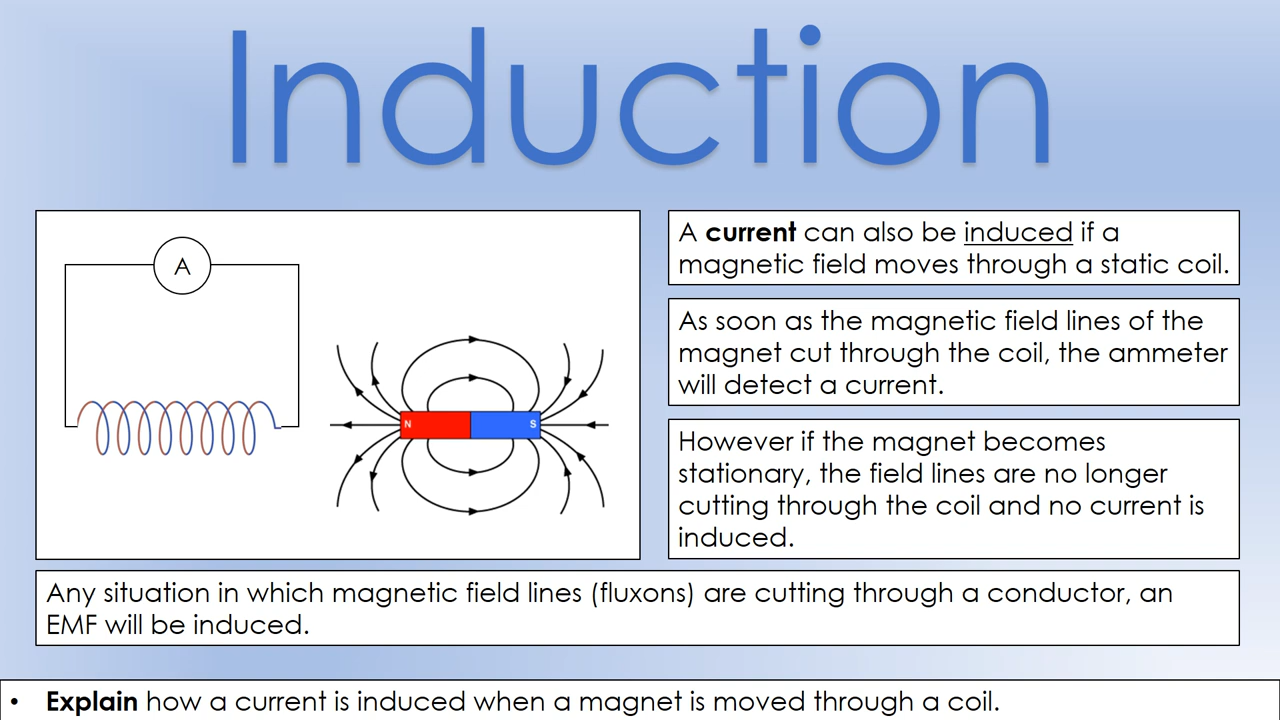 Induction
A
N
S
A current can also be induced if a
magnetic field moves through a static coil.
As soon as the magnetic field lines of the
magnet cut through the coil, the ammeter
will detect a current.
However if the magnet becomes
stationary, the field lines are no longer
cutting through the coil and no current is
induced.
Any situation in which magnetic field lines (fluxons) are cutting through a conductor, an
EMF will be induced.
• Explain how a current is induced when a magnet is moved through a coil.